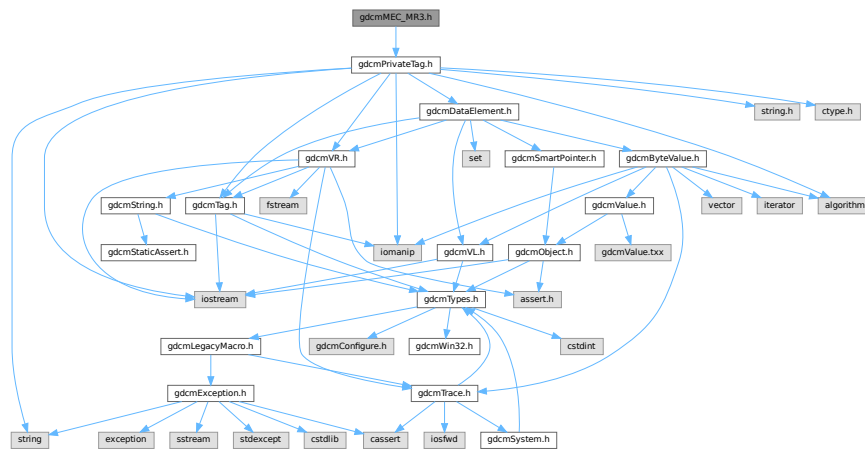 gdcmMEC_MR3.h
gdcmPrivateTag.h
gdcmDataElement.h
string.h
ctype.h
gdcmVR.h
set
gdcmSmartPointer.h
gdcmByteValue.h
gdcmString.h
gdcmTag.h
fstream
gdcmValue.h
vector
iterator
algorithm
gdcmStaticAssert.h
iomanip
gdcmVL.h
gdcmObject.h
gdcmValue.txx
iostream
gdcmTypes.h
assert.h
gdcmLegacyMacro.h
gdcmConfigure.h
gdcmWin32.h
cstdint
gdcmException.h
gdcmTrace.h
string
exception
sstream
stdexcept
cstdlib
cassert
iosfwd
gdcmSystem.h